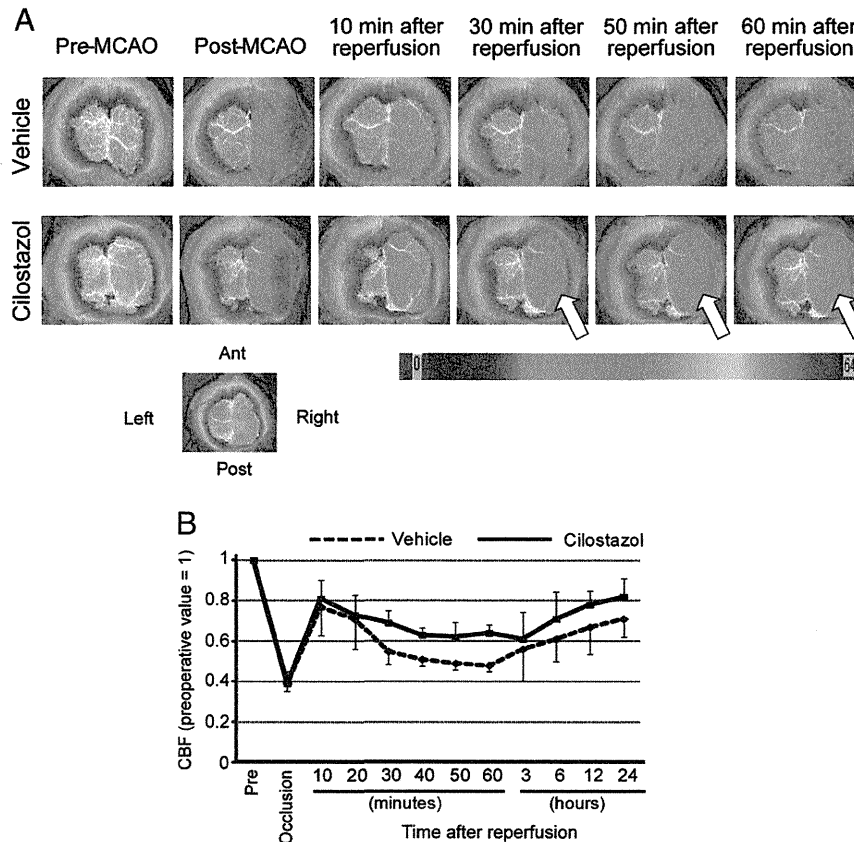 A
Pre-MCAO
Post-MCAO
10 min after
reperfusion
30 min after
reperfusion
50 min after
reperfusion
60 min after
reperfusion
Vehicle
Cilostazol
Ant
Left
Right
Post
0
64
B
Vehicle
Cilostazol
CBF (preoperative value = 1)
1
0.8
0.6
0.4
0.2
0
Pre
Occlusion
10 20 30 40 50 60 3 6 12 24
(minutes) (hours)
Time after reperfusion